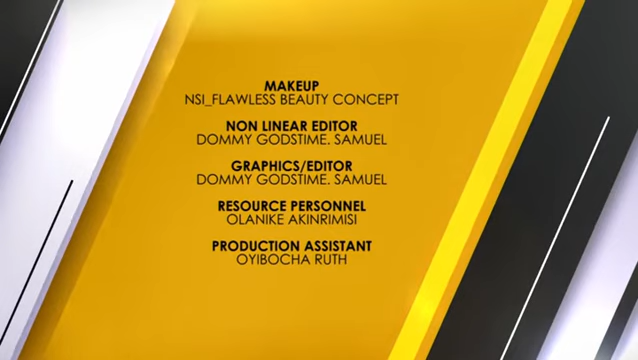 MAKEUP
NSI_FLAWLESS BEAUTY CONCEPT
NON LINEAR EDITOR
DOMMY GODSTIME. SAMUEL
GRAPHICS/EDITOR
DOMMY GODSTIME. SAMUEL
RESOURCE PERSONNEL
OLANIKE AKINRIMISI
PRODUCTION ASSISTANT
OYIBOCHA RUTH